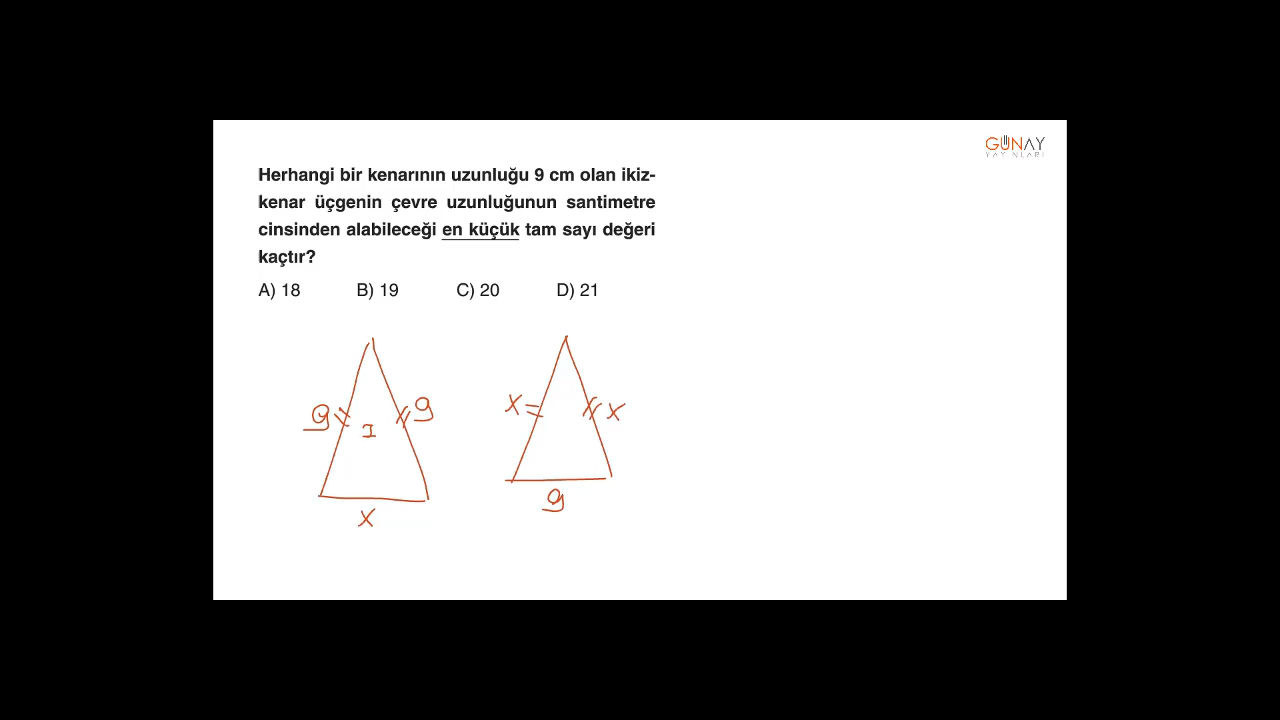 GÜNAY
YAYINLARI
Herhangi bir kenarının uzunluğu 9 cm olan ikiz-
kenar üçgenin çevre uzunluğunun santimetre
cinsinden alabileceği en küçük tam sayı değeri
kaçtır?
A) 18 B) 19 C) 20 D) 21
9 I 9 x x
x 9